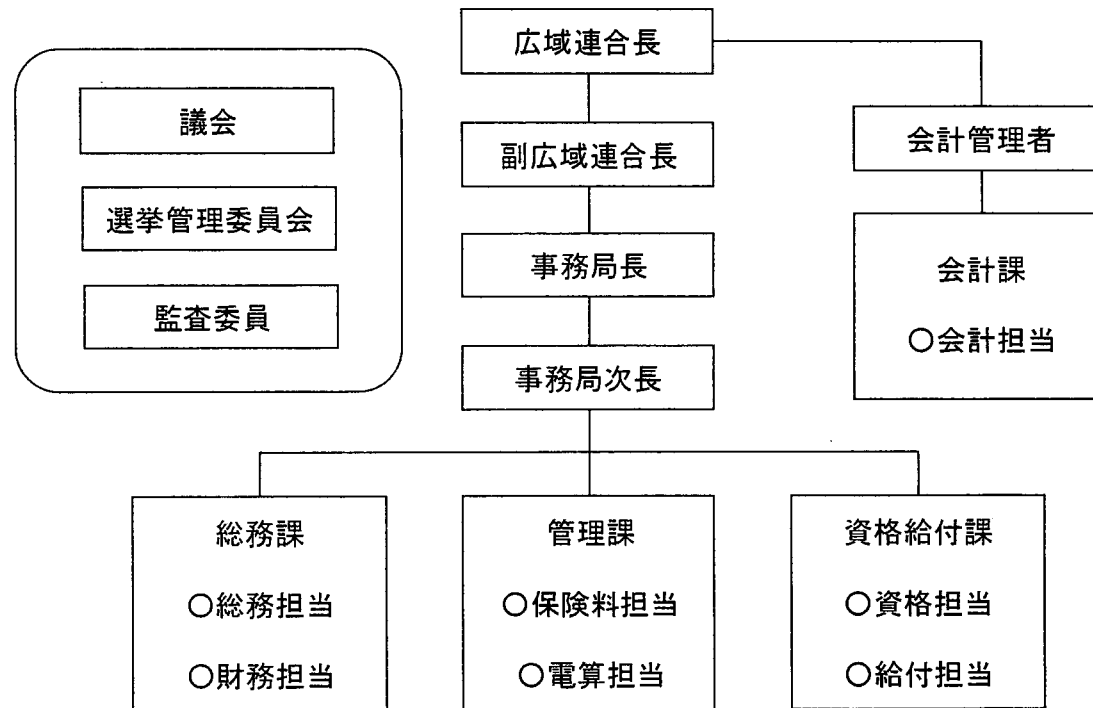 広域連合長
議会
選挙管理委員会
監査委員
副広域連合長
事務局長
事務局次長
会計管理者
会計課
○会計担当
総務課
○総務担当
○財務担当
管理課
○保険料担当
○電算担当
資格給付課
○資格担当
○給付担当